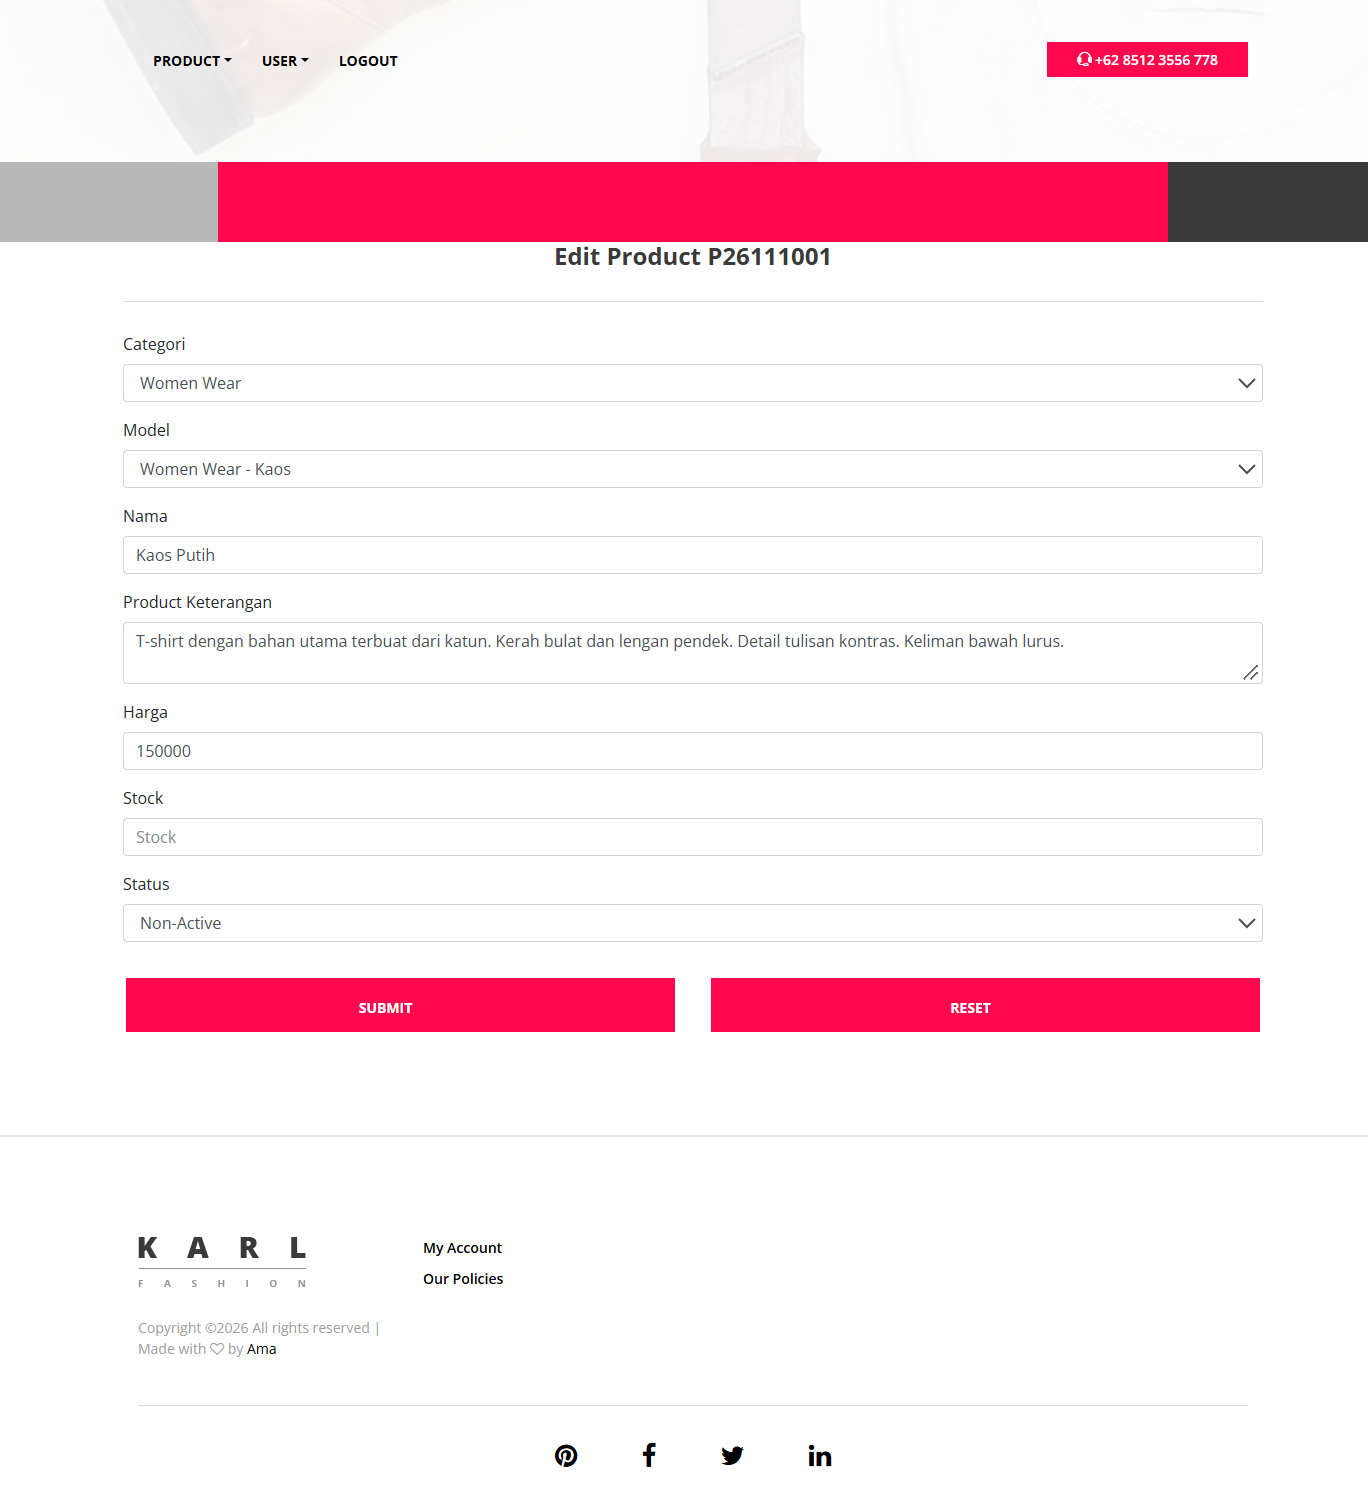 PRODUCT USER LOGOUT +62 8512 3556 778
Edit Product P26111001
Categori
Women Wear
Model
Women Wear - Kaos
Nama
Kaos Putih
Product Keterangan
T-shirt dengan bahan utama terbuat dari katun. Kerah bulat dan lengan pendek. Detail tulisan kontras. Keliman bawah lurus.
Harga
150000
Stock
Stock
Status
Non-Active
SUBMIT RESET
KARL
FASHION
My Account
Our Policies
Copyright ©2026 All rights reserved |
Made with ♡ by Ama